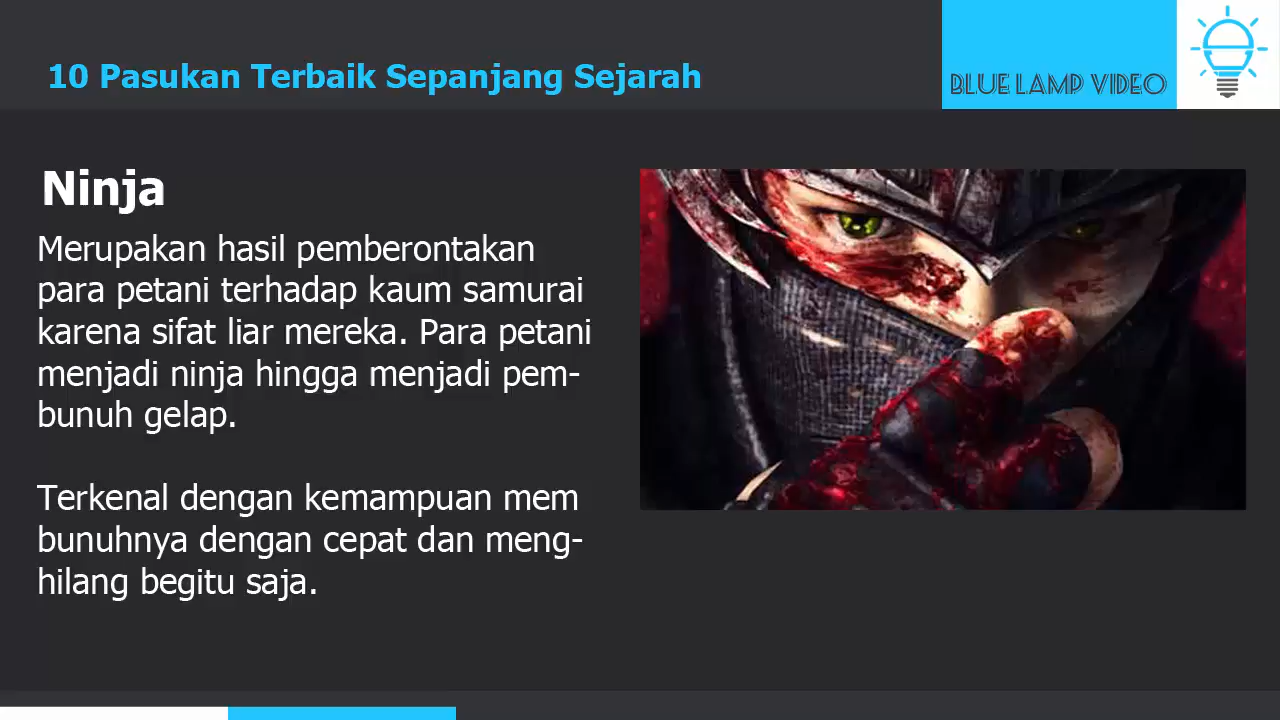 10 Pasukan Terbaik Sepanjang Sejarah
BLUE LAMP VIDEO
Ninja
Merupakan hasil pemberontakan
para petani terhadap kaum samurai
karena sifat liar mereka. Para petani
menjadi ninja hingga menjadi pem-
bunuh gelap.
Terkenal dengan kemampuan mem
bunuhnya dengan cepat dan meng-
hilang begitu saja.